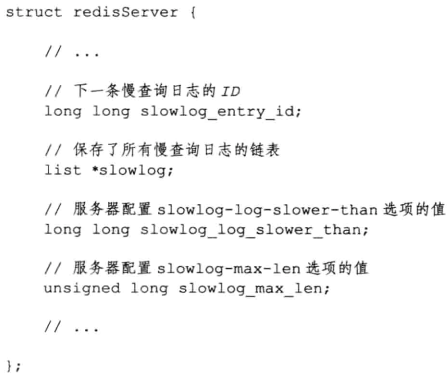 struct redisServer {
// ...
// 下一条慢查询日志的 ID
long long slowlog_entry_id;
// 保存了所有慢查询日志的链表
list *slowlog;
// 服务器配置 slowlog-log-slower-than 选项的值
long long slowlog_log_slower_than;
// 服务器配置 slowlog-max-len 选项的值
unsigned long slowlog_max_len;
// ...
};